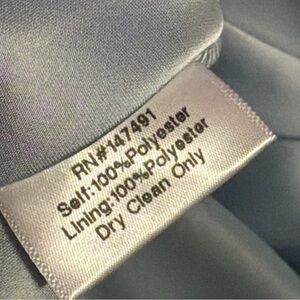 RN#147491
Self:100%Polyester
Lining:100%Polyester
Dry Clean Only